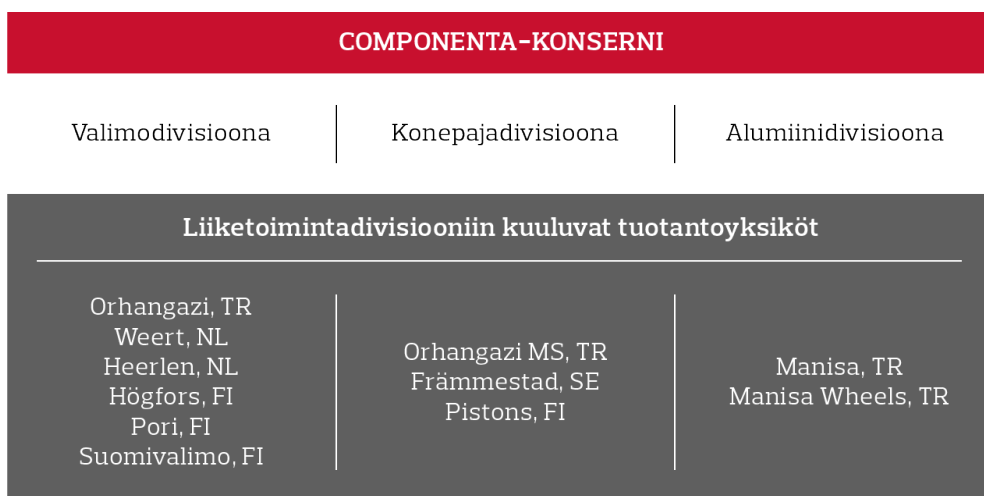 COMPONENTA-KONSERNI
Valimodivisioona
Konepajadivisioona
Alumiinidivisioona
Liiketoimintadivisiooniin kuuluvat tuotantoyksiköt
Orhangazi, TR
Weert, NL
Heerlen, NL
Högfors, FI
Pori, FI
Suomivalimo, FI
Orhangazi MS, TR
Främmestad, SE
Pistons, FI
Manisa, TR
Manisa Wheels, TR